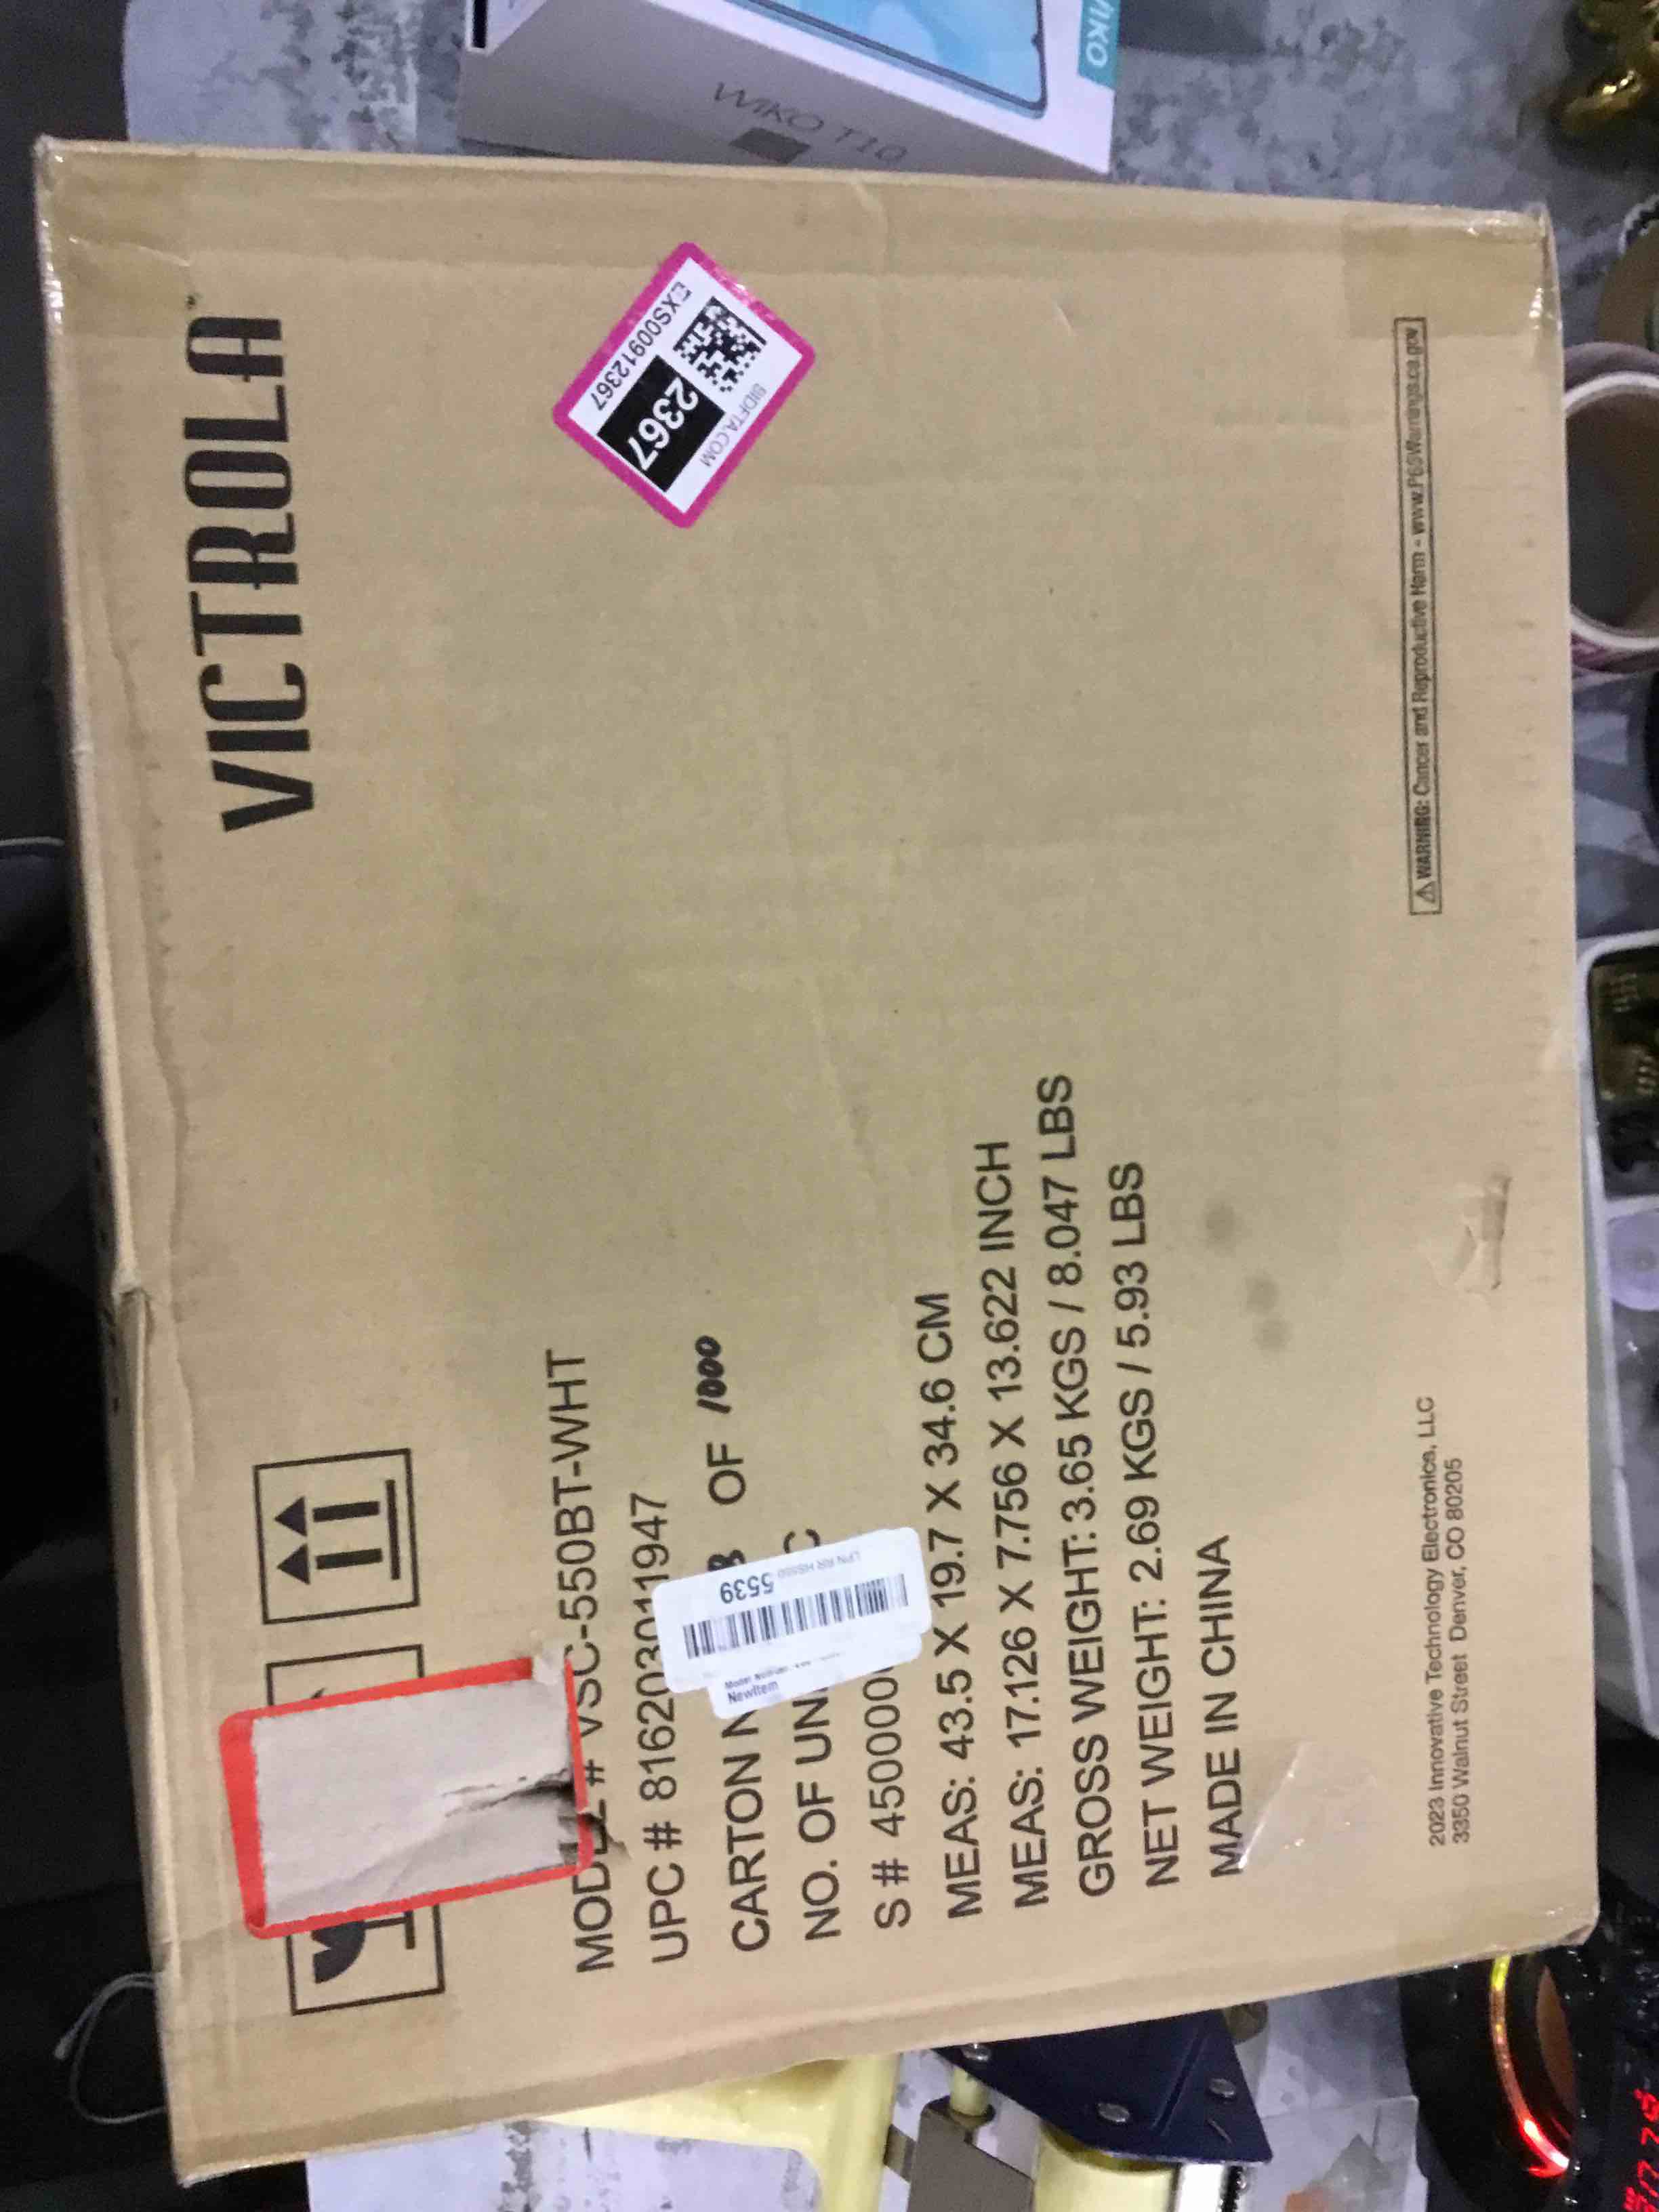 WIKO T10
WIKO
VICTROLA
EXS00912367
2367
BIDFTA.COM
MODEL # VSC-550BT-WHT
UPC # 816203011947
CARTON N
OF 1000
NO. OF UN
C
S # 45000
MEAS: 43.5 X 19.7 X 34.6 CM
MEAS: 17.126 X 7.756 X 13.622 INCH
GROSS WEIGHT: 3.65 KGS / 8.047 LBS
NET WEIGHT: 2.69 KGS / 5.93 LBS
MADE IN CHINA
5539
NewItem
2023 Innovative Technology Electronics, LLC
3350 Walnut Street Denver, CO 80205
⚠WARNING: Cancer and Reproductive Harm - www.P65Warnings.ca.gov